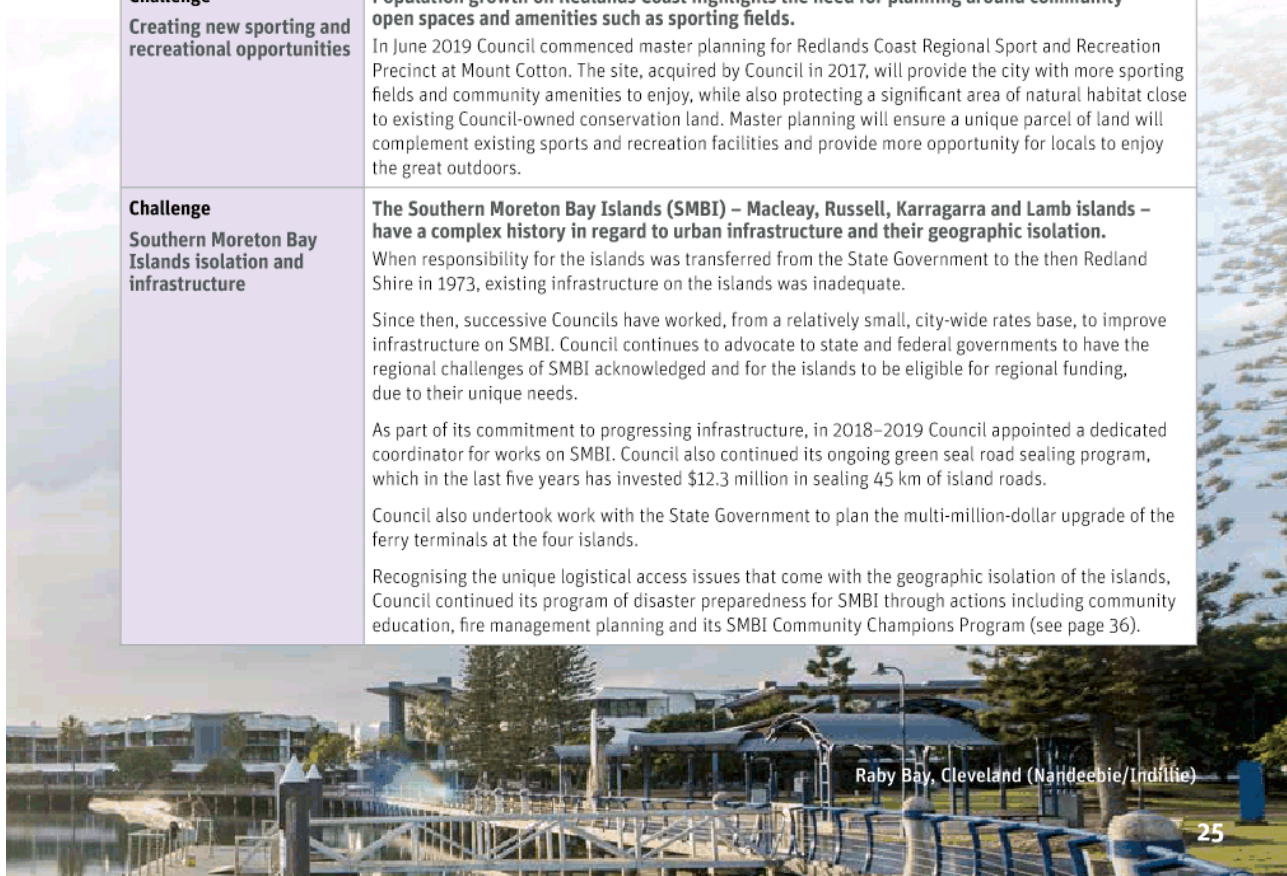 Challenge
Creating new sporting and
recreational opportunities
Population growth on Redlands Coast highlights the need for planning around community
open spaces and amenities such as sporting fields.
In June 2019 Council commenced master planning for Redlands Coast Regional Sport and Recreation
Precinct at Mount Cotton. The site, acquired by Council in 2017, will provide the city with more sporting
fields and community amenities to enjoy, while also protecting a significant area of natural habitat close
to existing Council-owned conservation land. Master planning will ensure a unique parcel of land will
complement existing sports and recreation facilities and provide more opportunity for locals to enjoy
the great outdoors.
Challenge
Southern Moreton Bay
Islands isolation and
infrastructure
The Southern Moreton Bay Islands (SMBI) – Macleay, Russell, Karragarra and Lamb islands –
have a complex history in regard to urban infrastructure and their geographic isolation.
When responsibility for the islands was transferred from the State Government to the then Redland
Shire in 1973, existing infrastructure on the islands was inadequate.
Since then, successive Councils have worked, from a relatively small, city-wide rates base, to improve
infrastructure on SMBI. Council continues to advocate to state and federal governments to have the
regional challenges of SMBI acknowledged and for the islands to be eligible for regional funding,
due to their unique needs.
As part of its commitment to progressing infrastructure, in 2018–2019 Council appointed a dedicated
coordinator for works on SMBI. Council also continued its ongoing green seal road sealing program,
which in the last five years has invested $12.3 million in sealing 45 km of island roads.
Council also undertook work with the State Government to plan the multi-million-dollar upgrade of the
ferry terminals at the four islands.
Recognising the unique logistical access issues that come with the geographic isolation of the islands,
Council continued its program of disaster preparedness for SMBI through actions including community
education, fire management planning and its SMBI Community Champions Program (see page 36).
Raby Bay, Cleveland (Nandeebie/Indillie)
25